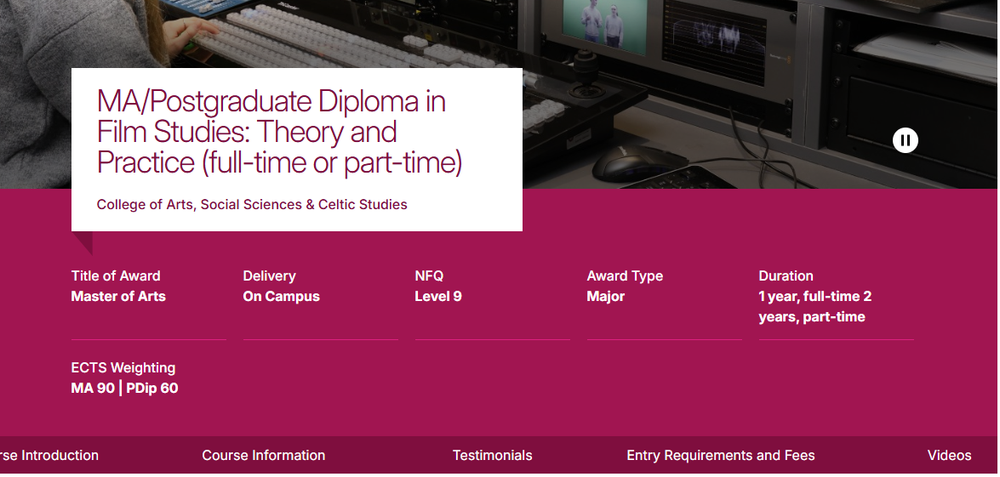 MA/Postgraduate Diploma in
Film Studies: Theory and
Practice (full-time or part-time)
College of Arts, Social Sciences & Celtic Studies
Title of Award
Master of Arts
Delivery
On Campus
NFQ
Level 9
Award Type
Major
Duration
1 year, full-time 2
years, part-time
ECTS Weighting
MA 90 | PDip 60
rse Introduction
Course Information
Testimonials
Entry Requirements and Fees
Videos